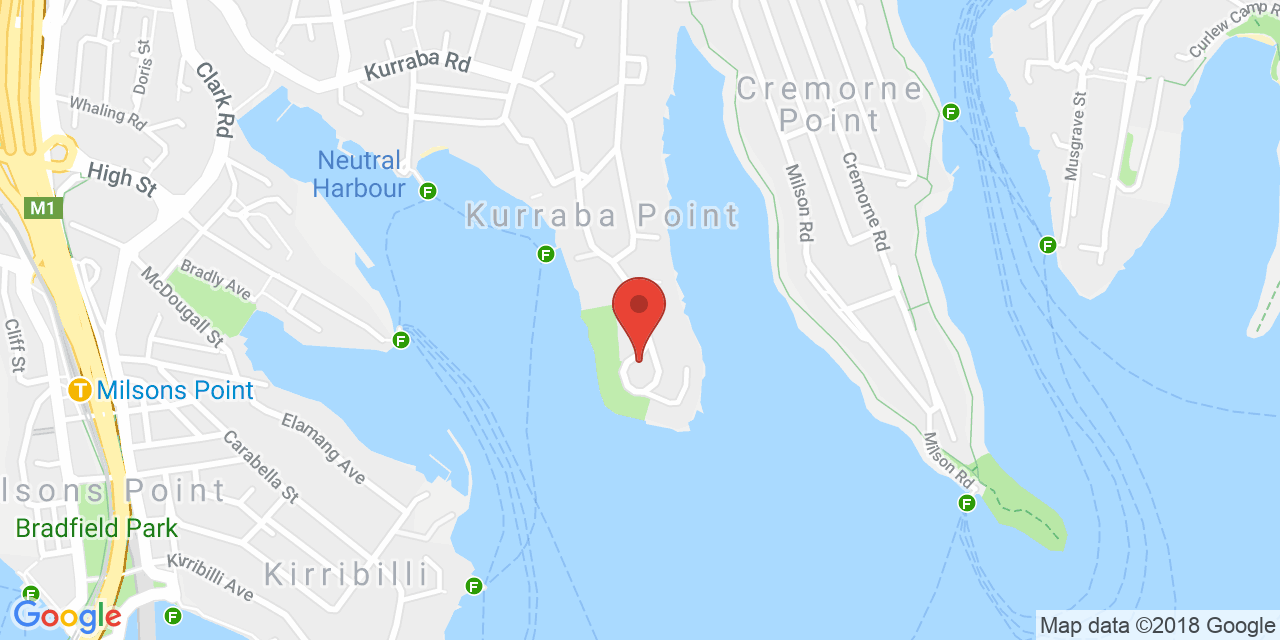 Curlew Camp R
Doris St
Kurraba Rd
Clark Rd
Cremorne
Point
Whaling Rd
Musgrave St
High St
Neutral
Harbour
F
F
M1
Milson Rd
Cremorne Rd
Kurraba Point
F
F
McDougall St
Bradly Ave
Cliff St
F
T Milsons Point
Elamang Ave
Carabella St
Milson Rd
lsons Point
F
Bradfield Park
Kirribilli Ave
Kirribilli
F
F
F
Google
Map data ©2018 Google